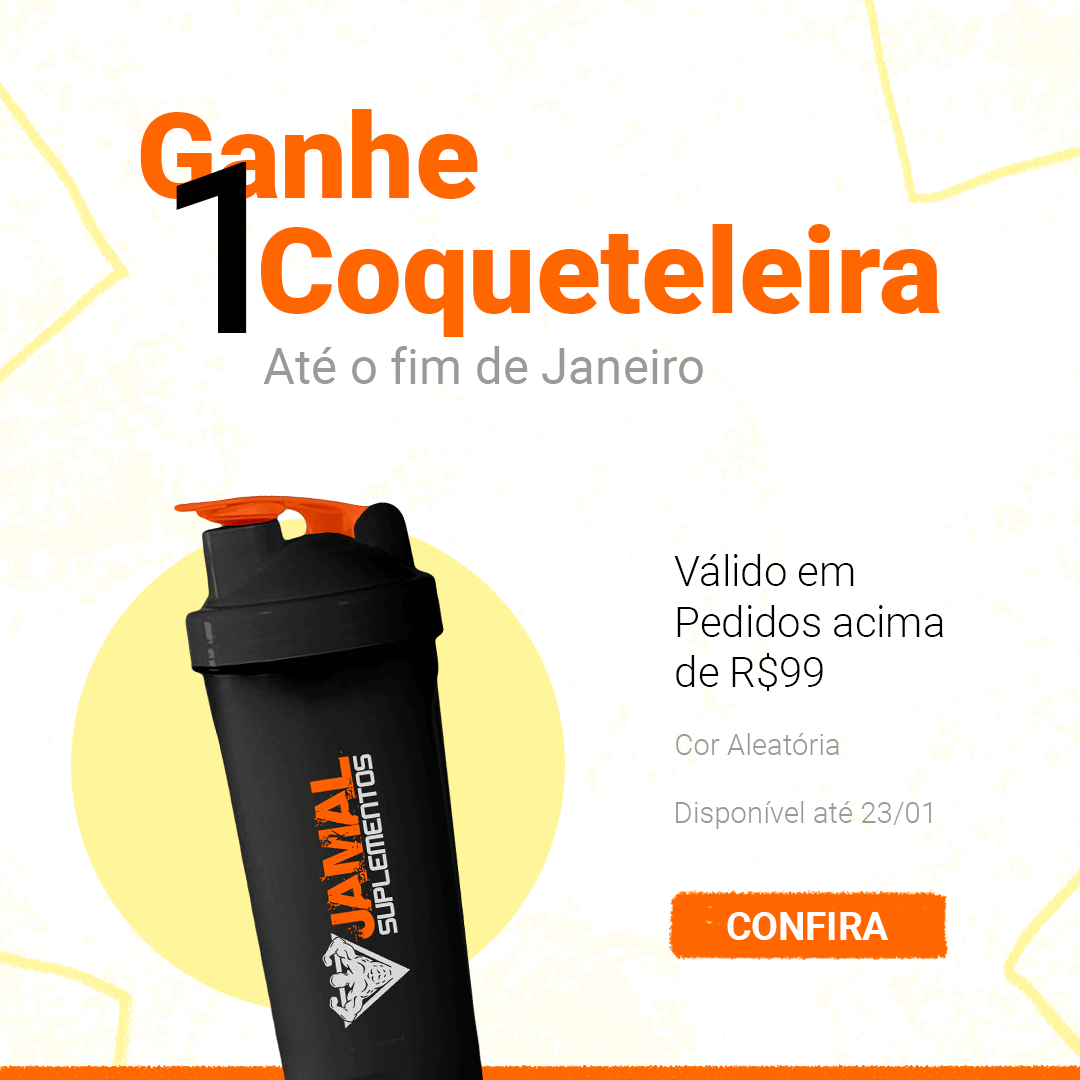 Ganhe
1 Coqueteleira
Até o fim de Janeiro
Válido em
Pedidos acima
de R$99
Cor Aleatória
Disponível até 23/01
CONFIRA
JAMAL
SUPLEMENTOS